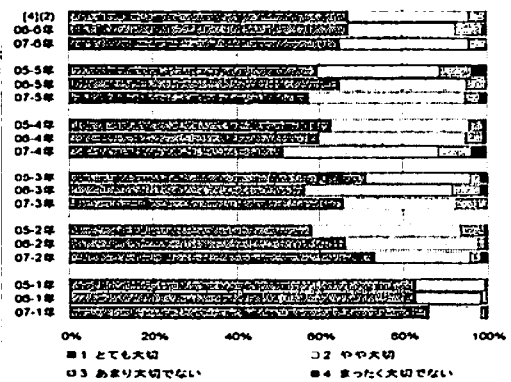 [4](2)
06-6年
07-6年
05-5年
06-5年
07-5年
05-4年
06-4年
07-4年
05-3年
06-3年
07-3年
05-2年
06-2年
07-2年
05-1年
06-1年
07-1年
0% 20% 40% 60% 80% 100%
■1 とても大切 □2 やや大切
□3 あまり大切でない ■4 まったく大切でない